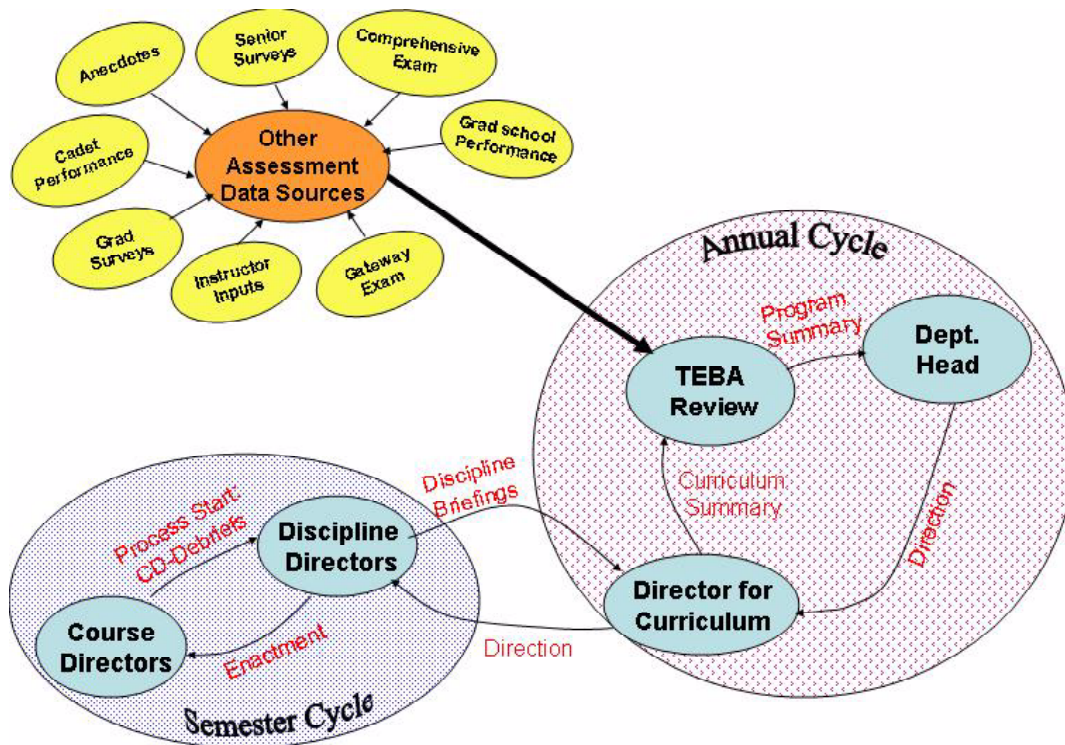 Anecdotes
Senior
Surveys
Comprehensive
Exam
Cadet
Performance
Other
Assessment
Data Sources
Grad school
Performance
Grad
Surveys
Instructor
Inputs
Gateway
Exam
Annual Cycle
Program
Summary
Dept.
Head
TEBA
Review
Discipline
Briefings
Curriculum
Summary
Direction
Process Start:
CD-Debriefs
Discipline
Directors
Director for
Curriculum
Course
Directors
Enactment
Direction
Semester Cycle